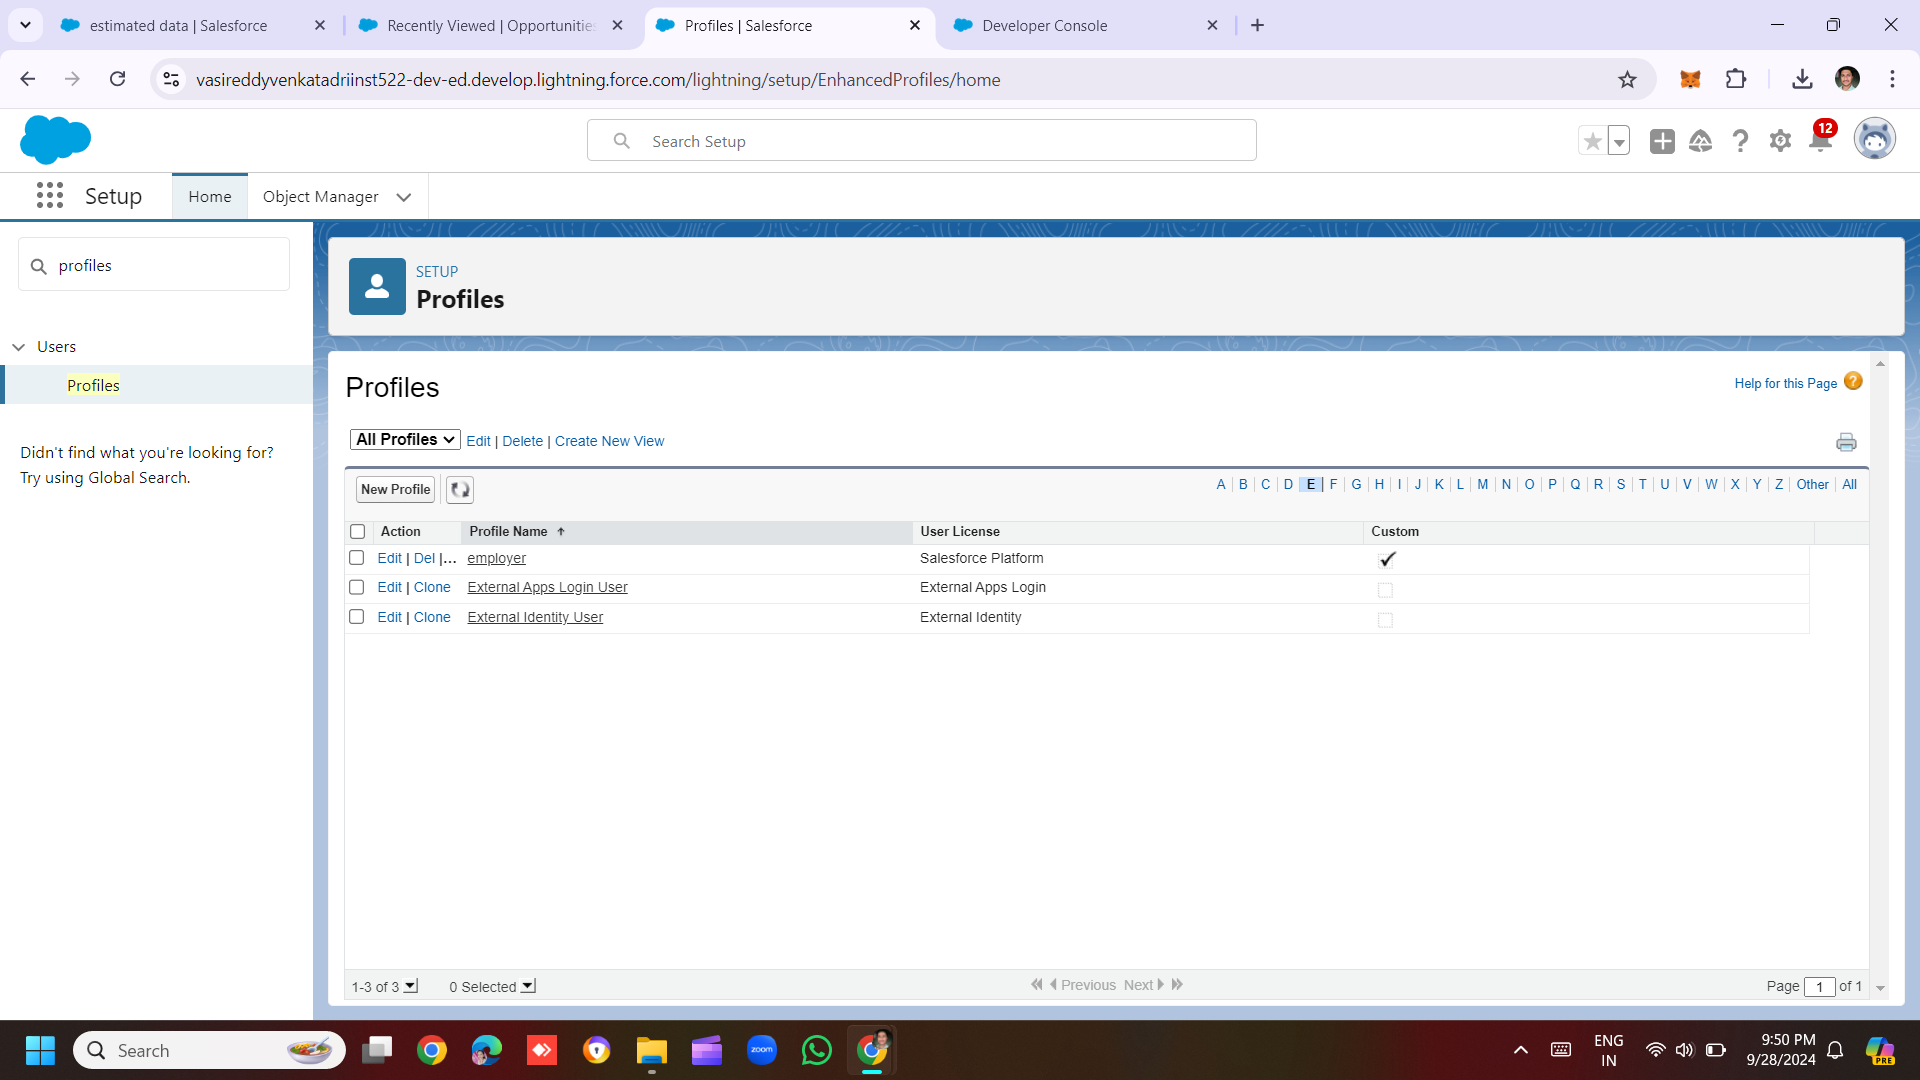 estimated data | Salesforce
Recently Viewed | Opportunities
Profiles | Salesforce
Developer Console
vasireddyvenkatadriinst522-dev-ed.develop.lightning.force.com/lightning/setup/EnhancedProfiles/home
Search Setup
12
Setup
Home
Object Manager
profiles
Users
Profiles
Didn't find what you're looking for?
Try using Global Search.
SETUP
Profiles
Profiles
Help for this Page
All Profiles Edit | Delete | Create New View
New Profile
A | B | C | D | E | F | G | H | I | J | K | L | M | N | O | P | Q | R | S | T | U | V | W | X | Y | Z | Other | All
Action Profile Name User License Custom
Edit | Del |... employer Salesforce Platform
Edit | Clone External Apps Login User External Apps Login
Edit | Clone External Identity User External Identity
1-3 of 3 0 Selected Previous Next Page 1 of 1
Search
zoom
ENG
IN
9:50 PM
9/28/2024
PRE